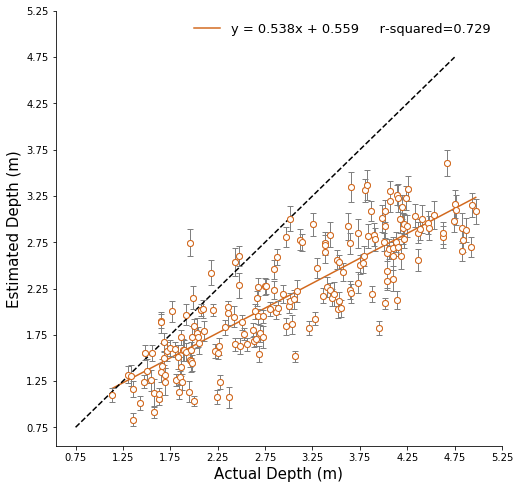 y = 0.538x + 0.559 r-squared=0.729
5.25
4.75
4.25
3.75
3.25
2.75
2.25
1.75
1.25
0.75
Estimated Depth (m)
0.75 1.25 1.75 2.25 2.75 3.25 3.75 4.25 4.75 5.25
Actual Depth (m)